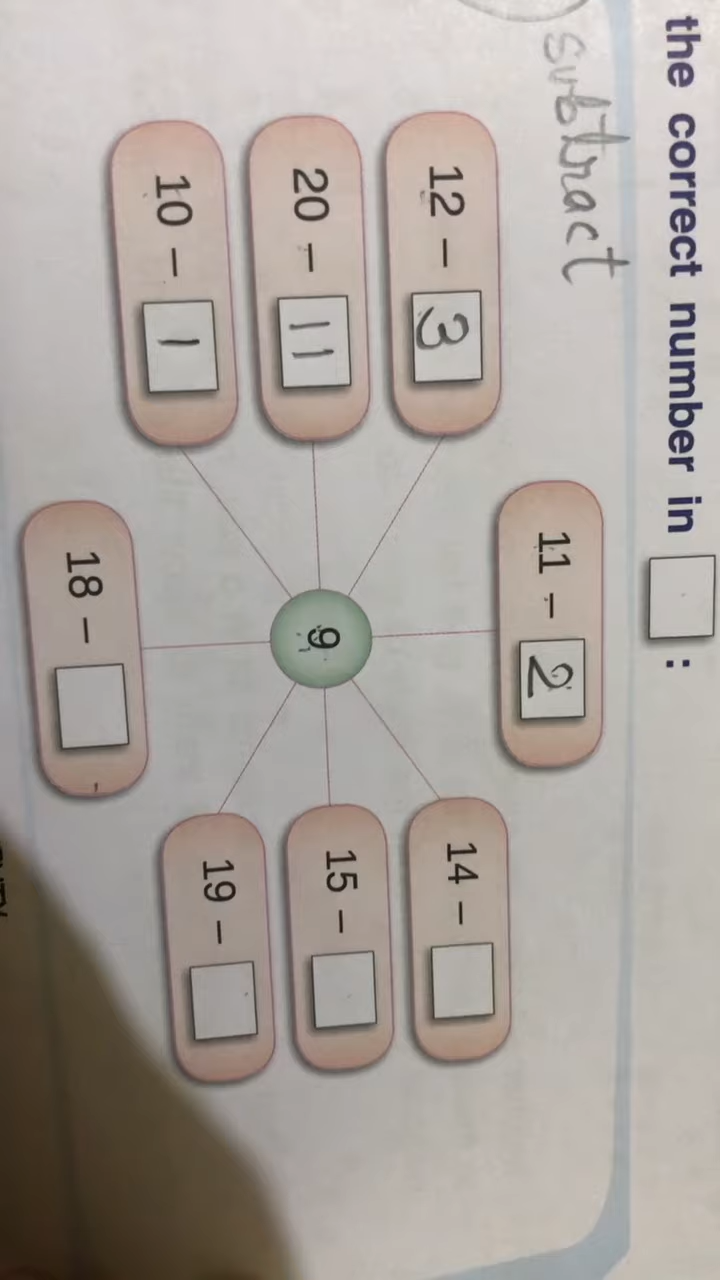 the correct number in :
subtract
11 - 2
12 - 3
14 -
20 - 11
9
15 -
10 - 1
19 -
18 -